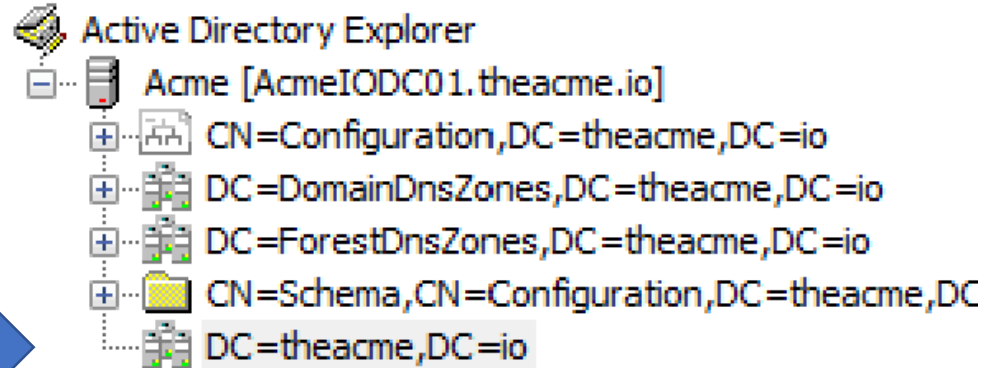 Active Directory Explorer
Acme [AcmeIODC01.theacme.io]
CN=Configuration,DC=theacme,DC=io
DC=DomainDnsZones,DC=theacme,DC=io
DC=ForestDnsZones,DC=theacme,DC=io
CN=Schema,CN=Configuration,DC=theacme,DC
DC=theacme,DC=io